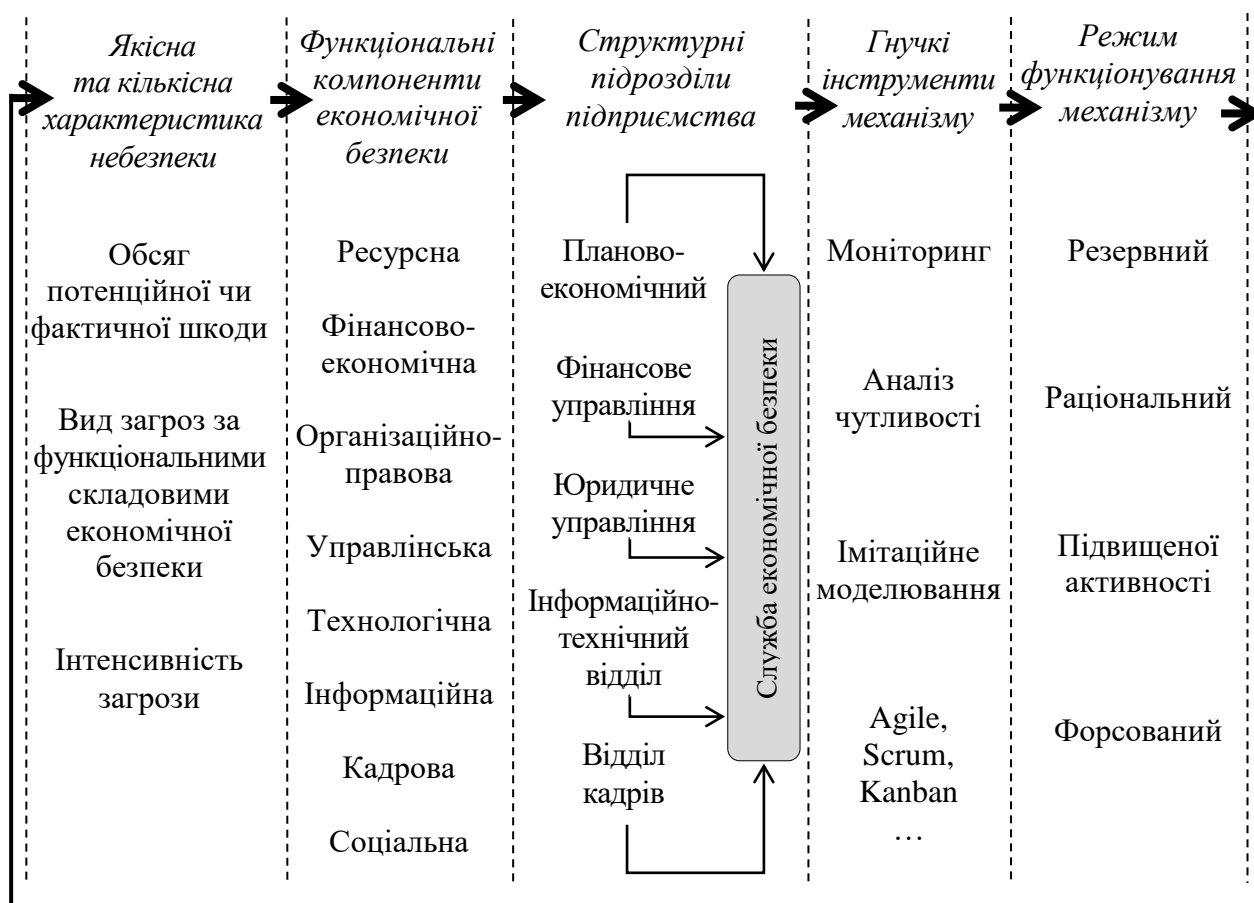 Якісна
та кількісна
характеристика
небезпеки
Функціональні
компоненти
економічної
безпеки
Структурні
підрозділи
підприємства
Гнучкі
інструменти
механізму
Режим
функціонування
механізму
Обсяг
потенційної чи
фактичної шкоди
Вид загроз за
функціональними
складовими
економічної
безпеки
Інтенсивність
загрози
Ресурсна
Фінансово-
економічна
Організаційно-
правова
Управлінська
Технологічна
Інформаційна
Кадрова
Соціальна
Планово-
економічний
Фінансове
управління
Юридичне
управління
Інформаційно-
технічний
відділ
Відділ
кадрів
Служба економічної безпеки
Моніторинг
Аналіз
чутливості
Імітаційне
моделювання
Agile,
Scrum,
Kanban
…
Резервний
Раціональний
Підвищеної
активності
Форсований